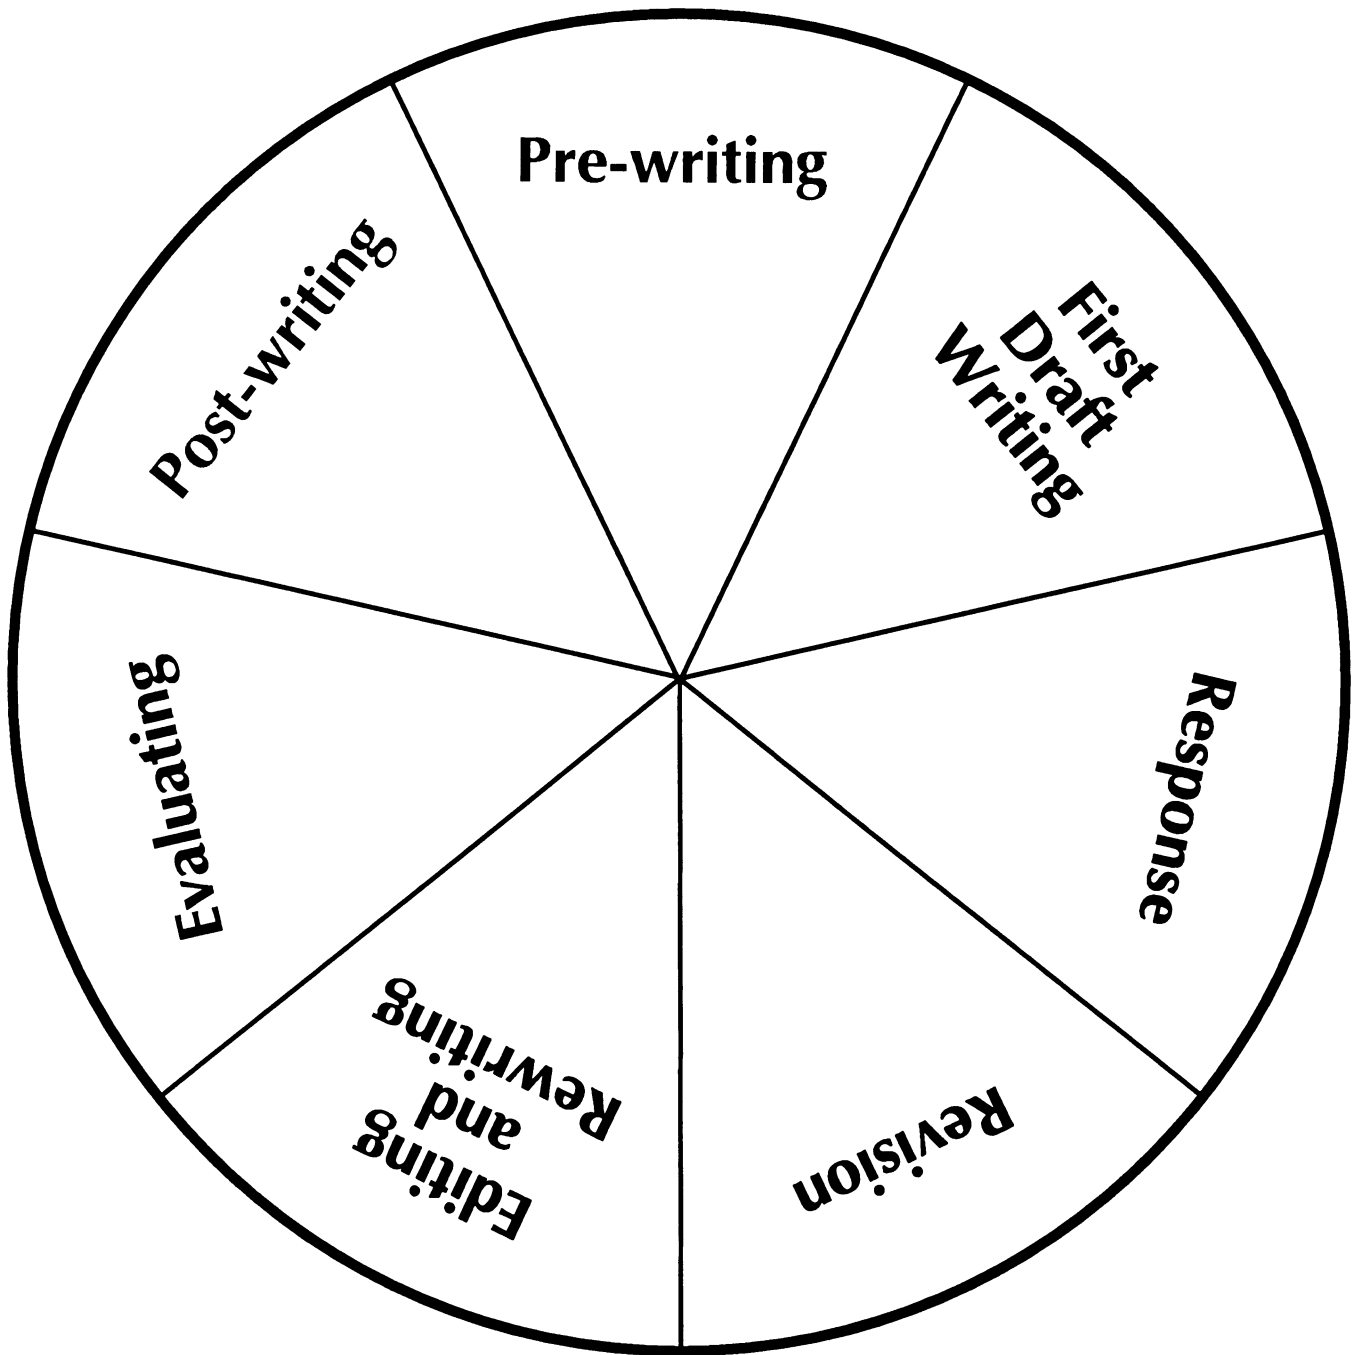 Pre-writing
First
Draft
Writing
Response
Revision
Editing
and
Rewriting
Evaluating
Post-writing